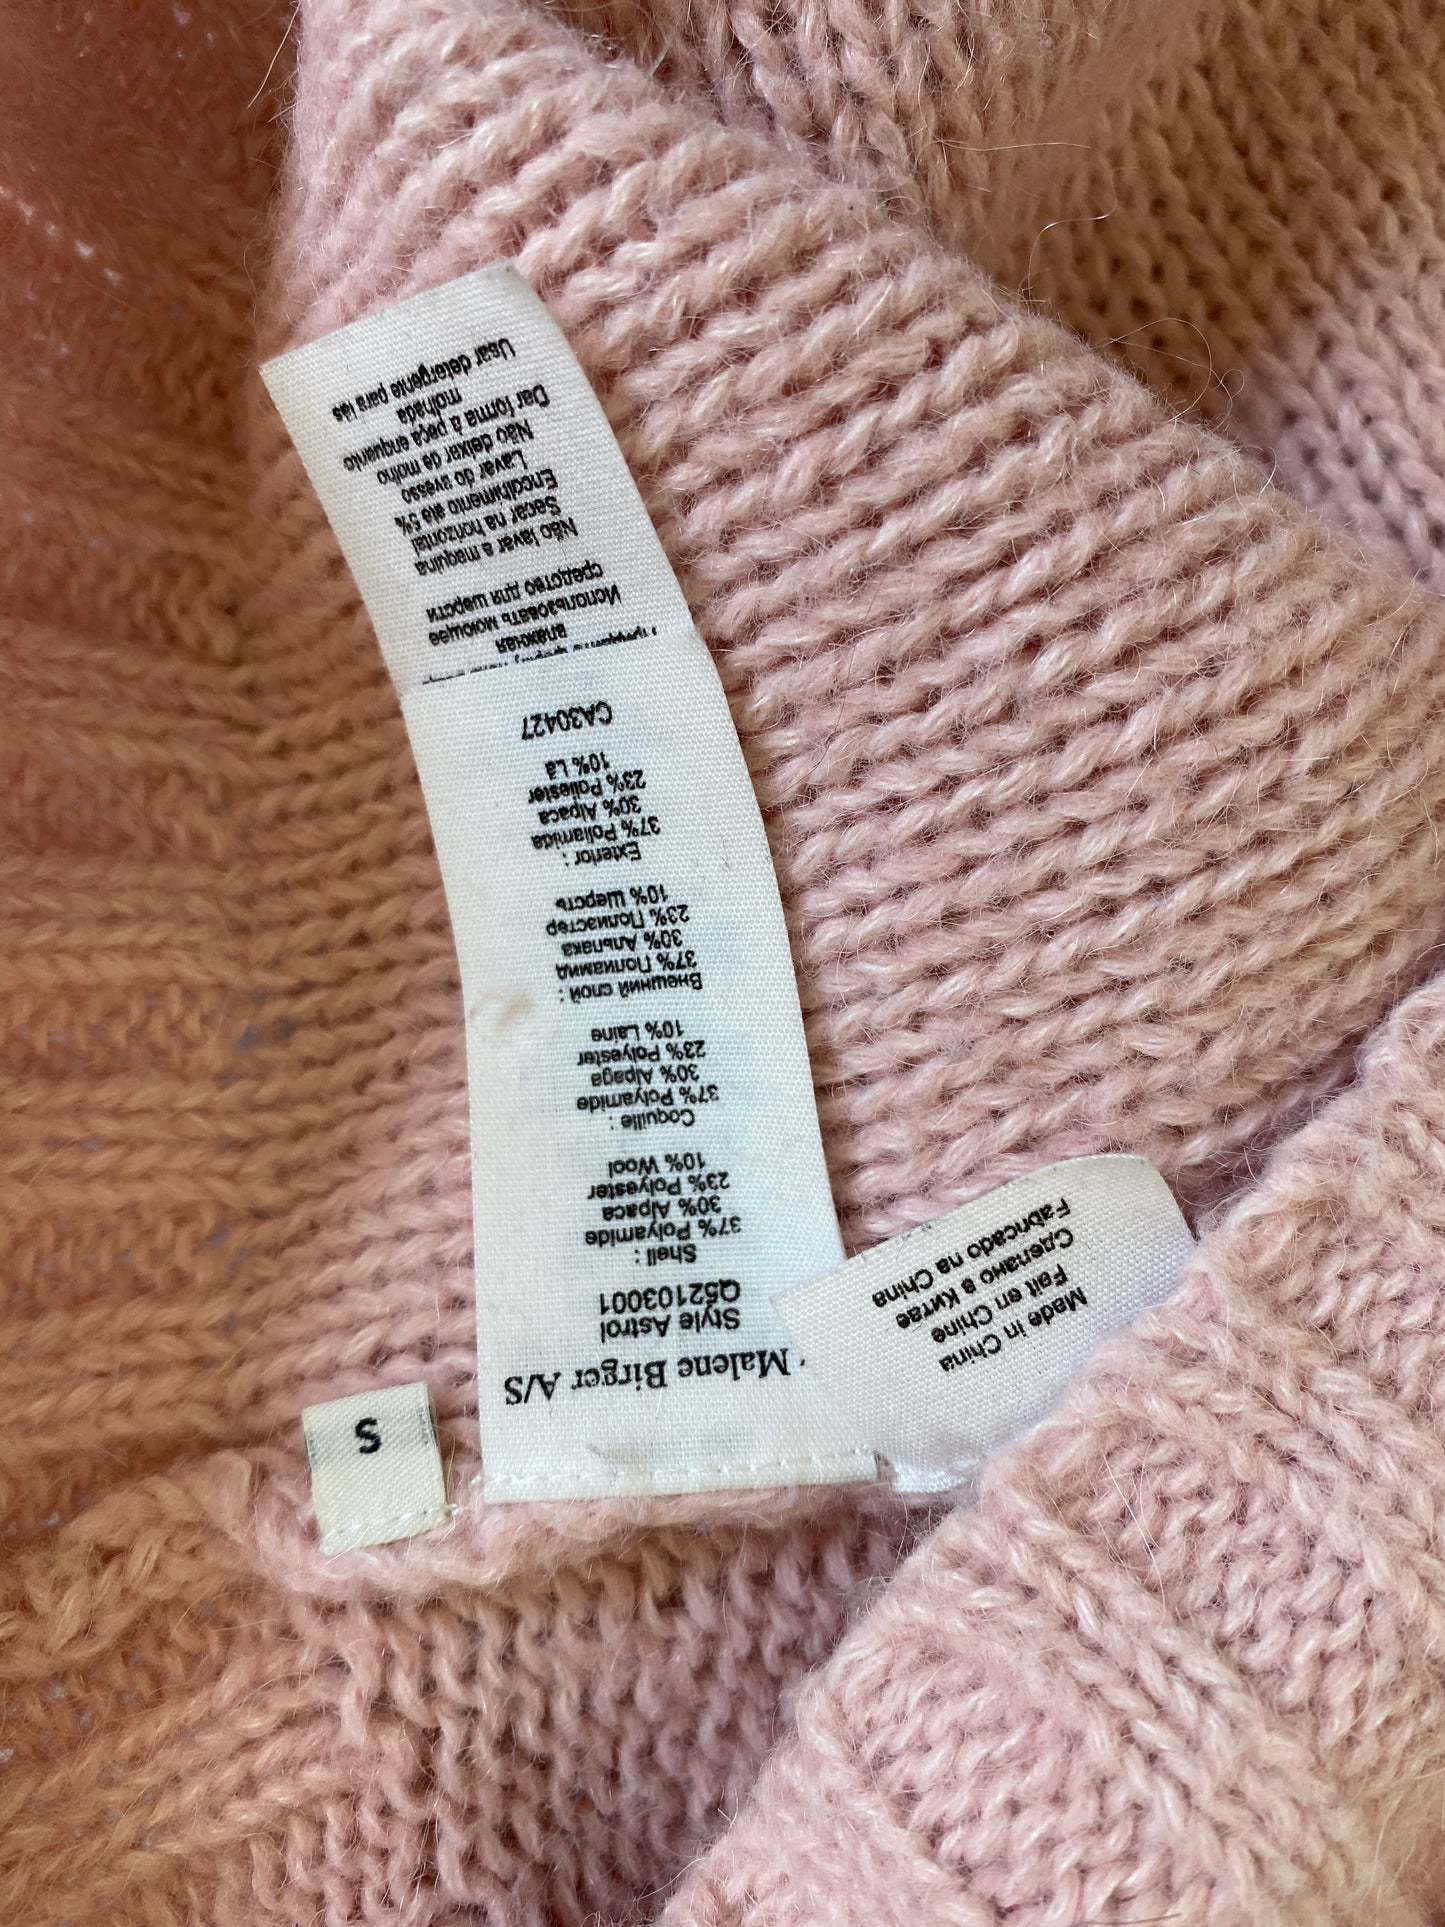 Malene Birger A/S
Style Astrol
Q52103001
Shell :
37% Polyamide
30% Alpaca
23% Polyester
10% Wool
Coquille :
37% Polyamide
30% Alpaga
23% Polyester
10% Laine
Внешний слой :
37% Полиамид
30% Альпака
23% Полиэстер
10% Шерсть
Exterior :
37% Poliamida
30% Alpaca
23% Poliester
10% Lã
CA30427
влажная
Использовать моющее
средство для шерсти
Não lavar a maquina
Secar na horizontal
Encolhimento ate 5%
Lavar do avesso
Não deixar de molho
Dar forma à peça enquanto
molhada
Usar detergente para lãs
Made in China
Fait en Chine
Сделано в Китае
Fabricado na China
S